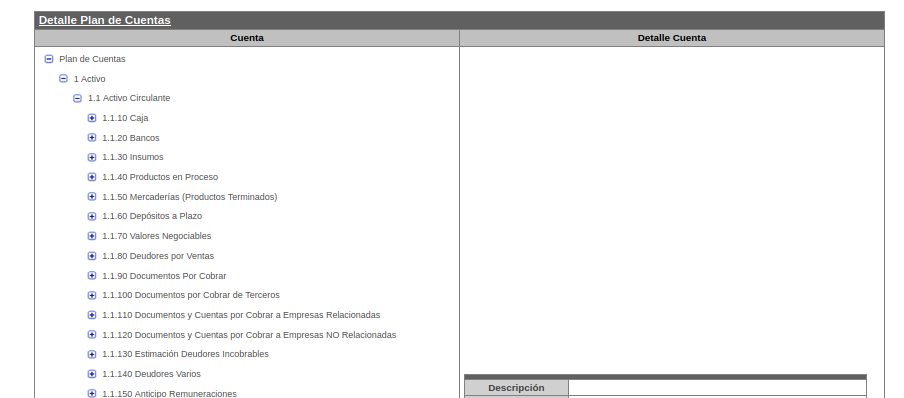 Detalle Plan de Cuentas
Cuenta
Detalle Cuenta
Plan de Cuentas
1 Activo
1.1 Activo Circulante
1.1.10 Caja
1.1.20 Bancos
1.1.30 Insumos
1.1.40 Productos en Proceso
1.1.50 Mercaderías (Productos Terminados)
1.1.60 Depósitos a Plazo
1.1.70 Valores Negociables
1.1.80 Deudores por Ventas
1.1.90 Documentos Por Cobrar
1.1.100 Documentos por Cobrar de Terceros
1.1.110 Documentos y Cuentas por Cobrar a Empresas Relacionadas
1.1.120 Documentos y Cuentas por Cobrar a Empresas NO Relacionadas
1.1.130 Estimación Deudores Incobrables
1.1.140 Deudores Varios
1.1.150 Anticipo Remuneraciones
Descripción